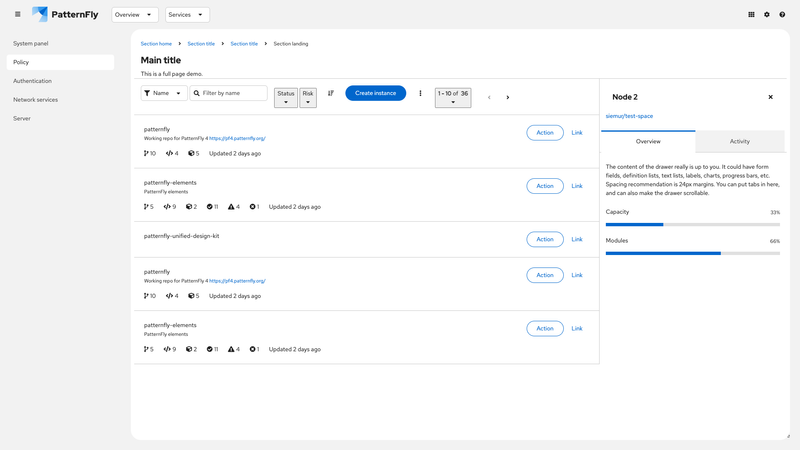 PatternFly
Overview
Services
System panel
Policy
Authentication
Network services
Server
Section home
Section title
Section title
Section landing
Main title
This is a full page demo.
Name
Filter by name
Status
Risk
Create instance
1 - 10 of 36
patternfly
Working repo for PatternFly 4 https://pf4.patternfly.org/
10 4 5 Updated 2 days ago
Action
Link
patternfly-elements
PatternFly elements
5 9 2 11 4 1 Updated 2 days ago
Action
Link
patternfly-unified-design-kit
Action
Link
patternfly
Working repo for PatternFly 4 https://pf4.patternfly.org/
10 4 5 Updated 2 days ago
Action
Link
patternfly-elements
PatternFly elements
5 9 2 11 4 1 Updated 2 days ago
Action
Link
Node 2
siemur/test-space
Overview
Activity
The content of the drawer really is up to you. It could have form
fields, definition lists, text lists, labels, charts, progress bars, etc.
Spacing recommendation is 24px margins. You can put tabs in here,
and can also make the drawer scrollable.
Capacity
33%
Modules
66%